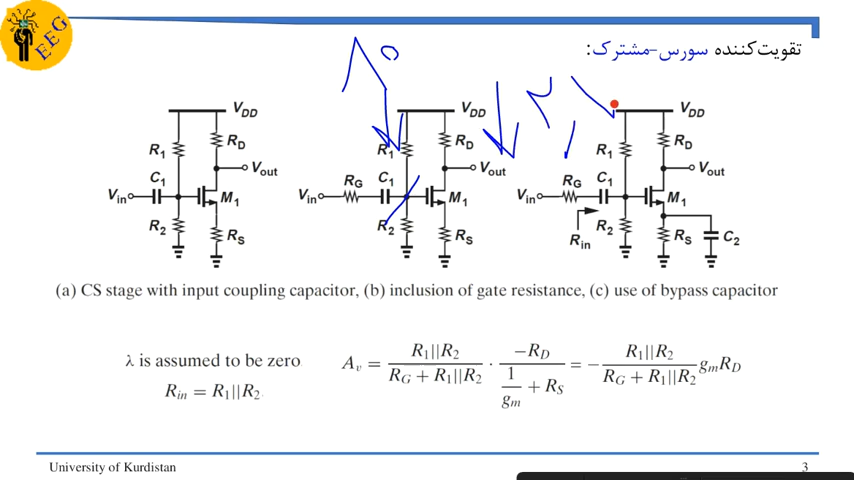 EEG
تقویت‌کننده سورس-مشترک:
VDD
RD
R1
Vout
C1
Vin
M1
R2
RS
VDD
RD
R1
Vout
RG
C1
Vin
M1
R2
RS
VDD
RD
R1
Vout
RG
C1
Vin
M1
Rin
R2
RS
C2
(a) CS stage with input coupling capacitor, (b) inclusion of gate resistance, (c) use of bypass capacitor
λ is assumed to be zero
Rin = R1||R2
Av = R1||R2 / (RG + R1||R2) · −RD / (1/gm + RS) = − R1||R2 / (RG + R1||R2) gmRD
University of Kurdistan
3